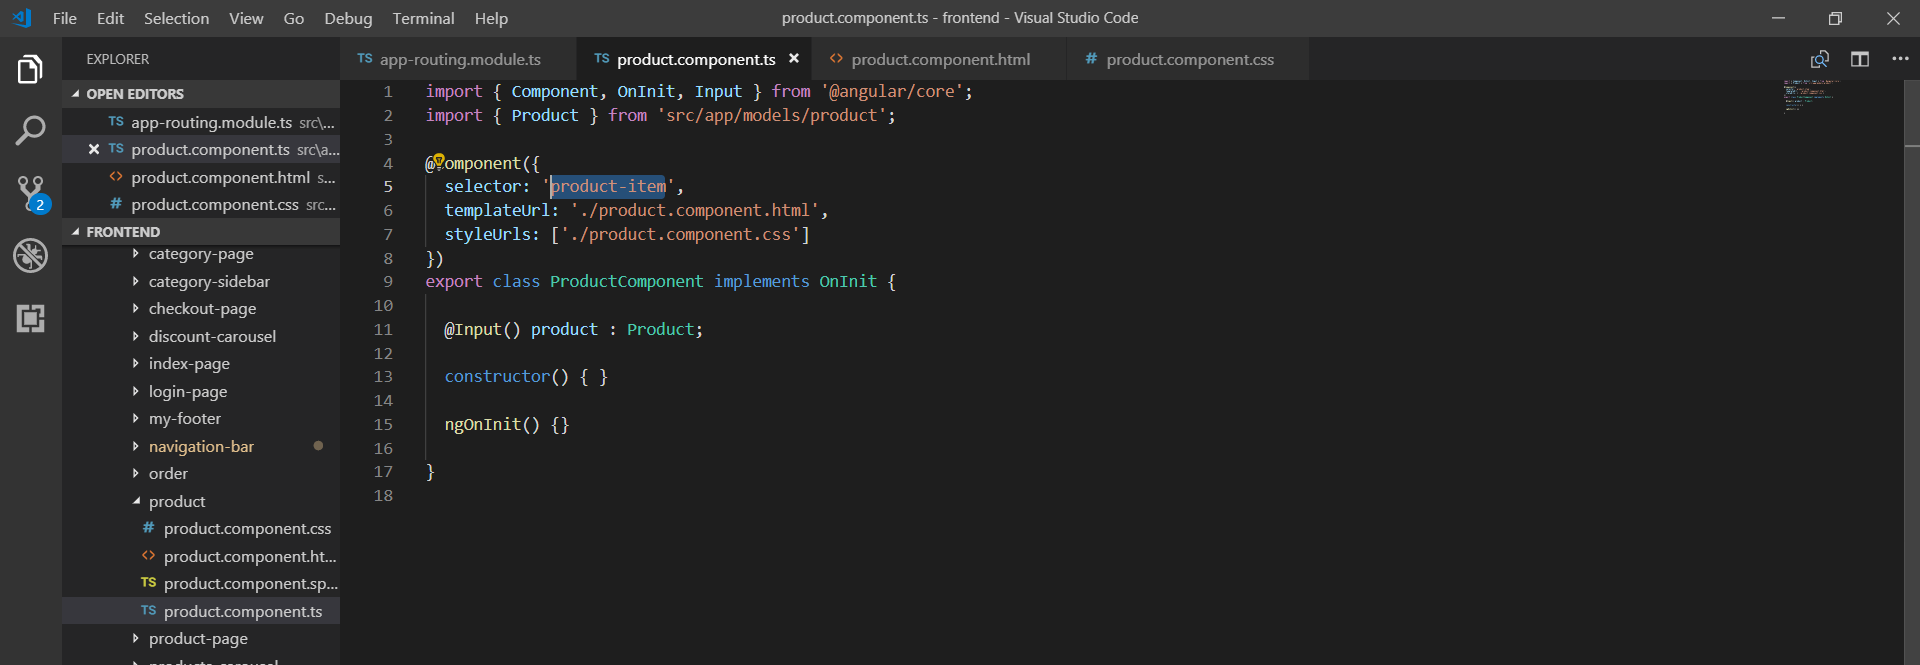 File Edit Selection View Go Debug Terminal Help
product.component.ts - frontend - Visual Studio Code
EXPLORER
OPEN EDITORS
TS app-routing.module.ts src\...
TS product.component.ts src\a...
<> product.component.html s...
# product.component.css src...
2
FRONTEND
category-page
category-sidebar
checkout-page
discount-carousel
index-page
login-page
my-footer
navigation-bar
order
product
# product.component.css
<> product.component.ht...
TS product.component.sp...
TS product.component.ts
product-page
TS app-routing.module.ts
TS product.component.ts
<> product.component.html
# product.component.css
1 import { Component, OnInit, Input } from '@angular/core';
2 import { Product } from 'src/app/models/product';
3
4 @Component({
5 selector: 'product-item',
6 templateUrl: './product.component.html',
7 styleUrls: ['./product.component.css']
8 })
9 export class ProductComponent implements OnInit {
10
11 @Input() product : Product;
12
13 constructor() { }
14
15 ngOnInit() {}
16
17 }
18